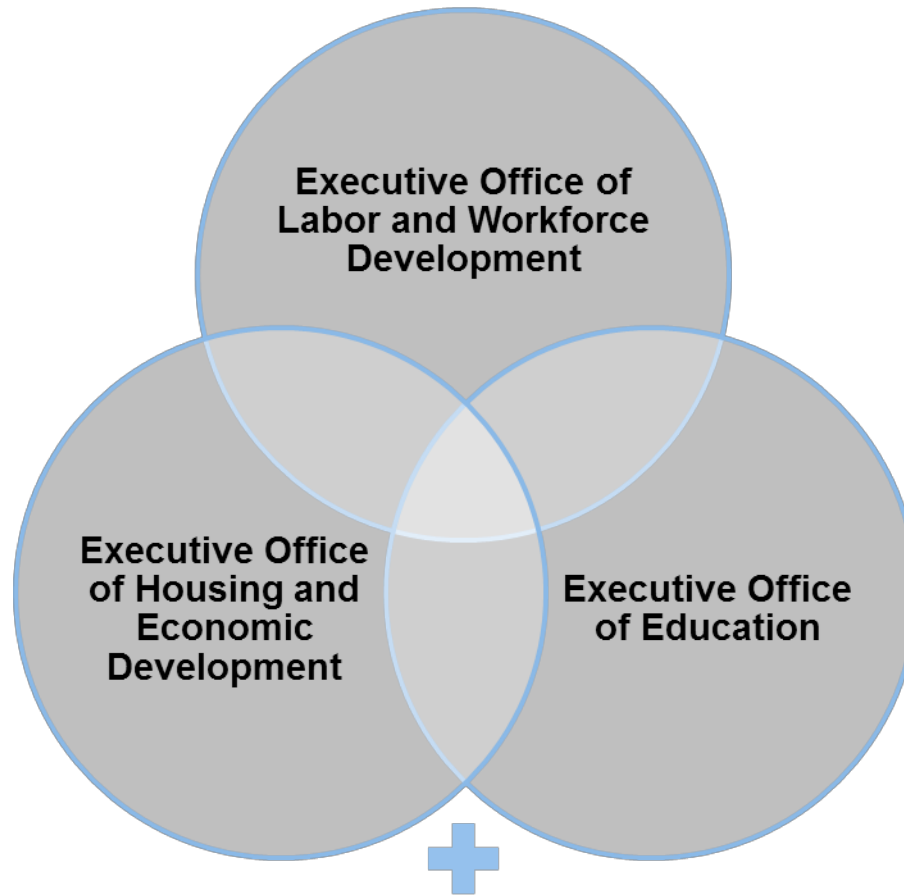 Executive Office of
Labor and Workforce
Development
Executive Office
of Housing and
Economic
Development
Executive Office
of Education